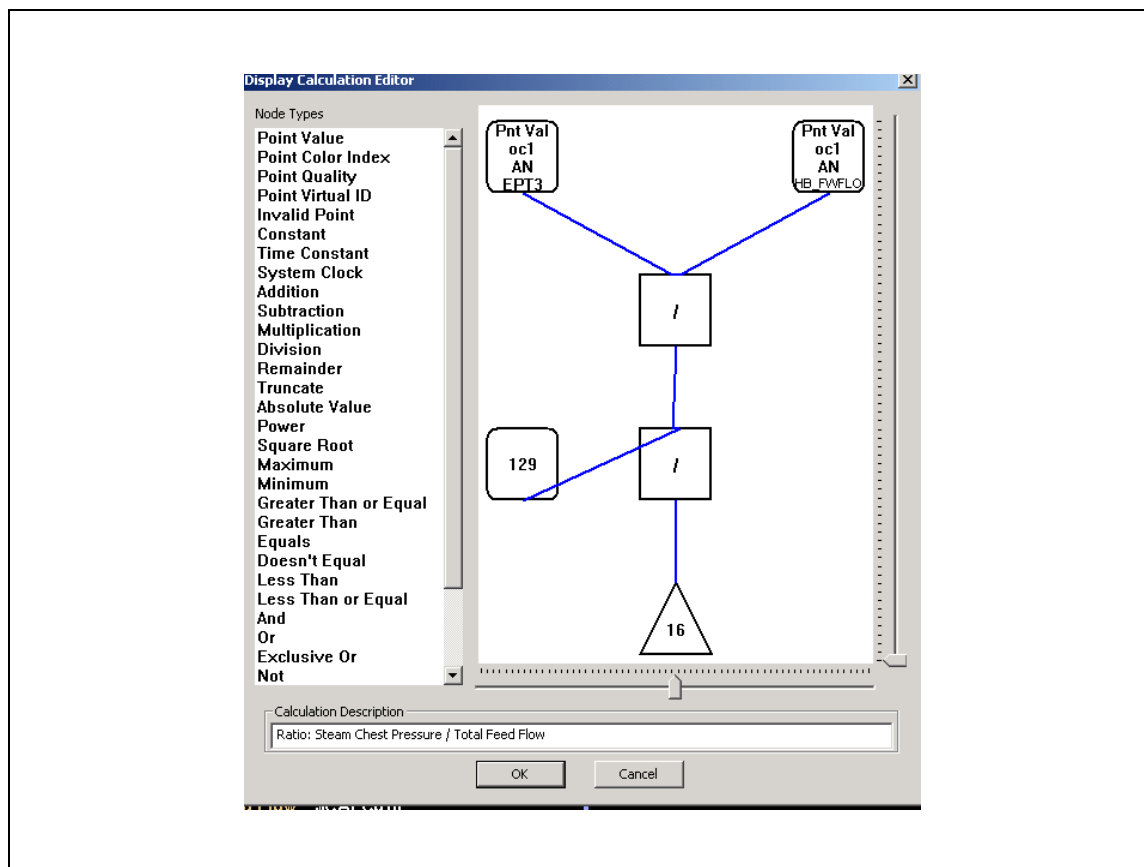 Display Calculation Editor
Node Types
Point Value
Point Color Index
Point Quality
Point Virtual ID
Invalid Point
Constant
Time Constant
System Clock
Addition
Subtraction
Multiplication
Division
Remainder
Truncate
Absolute Value
Power
Square Root
Maximum
Minimum
Greater Than or Equal
Greater Than
Equals
Doesn't Equal
Less Than
Less Than or Equal
And
Or
Exclusive Or
Not
Pnt Val
oc1
AN
EPT3
Pnt Val
oc1
AN
HB_FWFLO
/
129
/
16
Calculation Description
Ratio: Steam Chest Pressure / Total Feed Flow
OK
Cancel